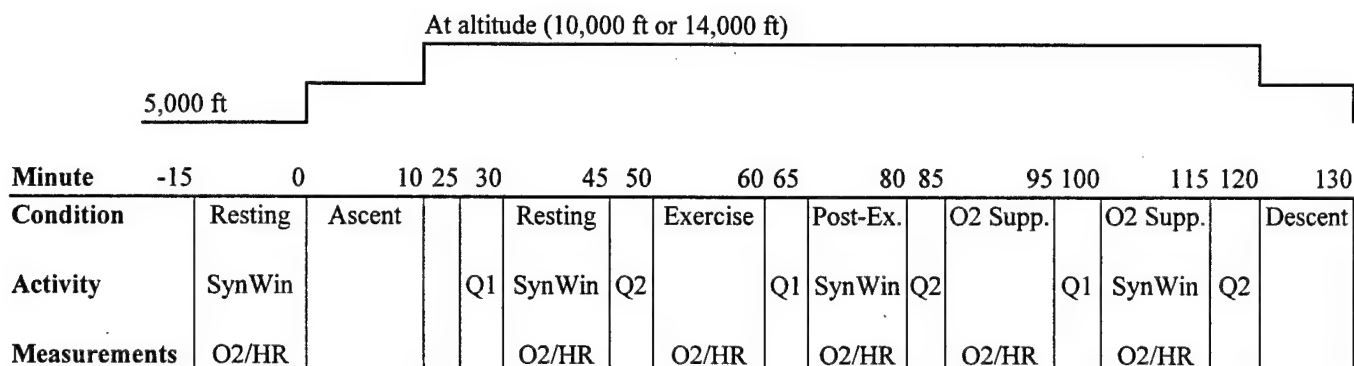 At altitude (10,000 ft or 14,000 ft)
5,000 ft
Minute -15 0 10 25 30 45 50 60 65 80 85 95 100 115 120 130
Condition Resting Ascent Resting Exercise Post-Ex. O2 Supp. O2 Supp. Descent
Activity SynWin Q1 SynWin Q2 Q1 SynWin Q2 Q1 SynWin Q2
Measurements O2/HR O2/HR O2/HR O2/HR O2/HR O2/HR